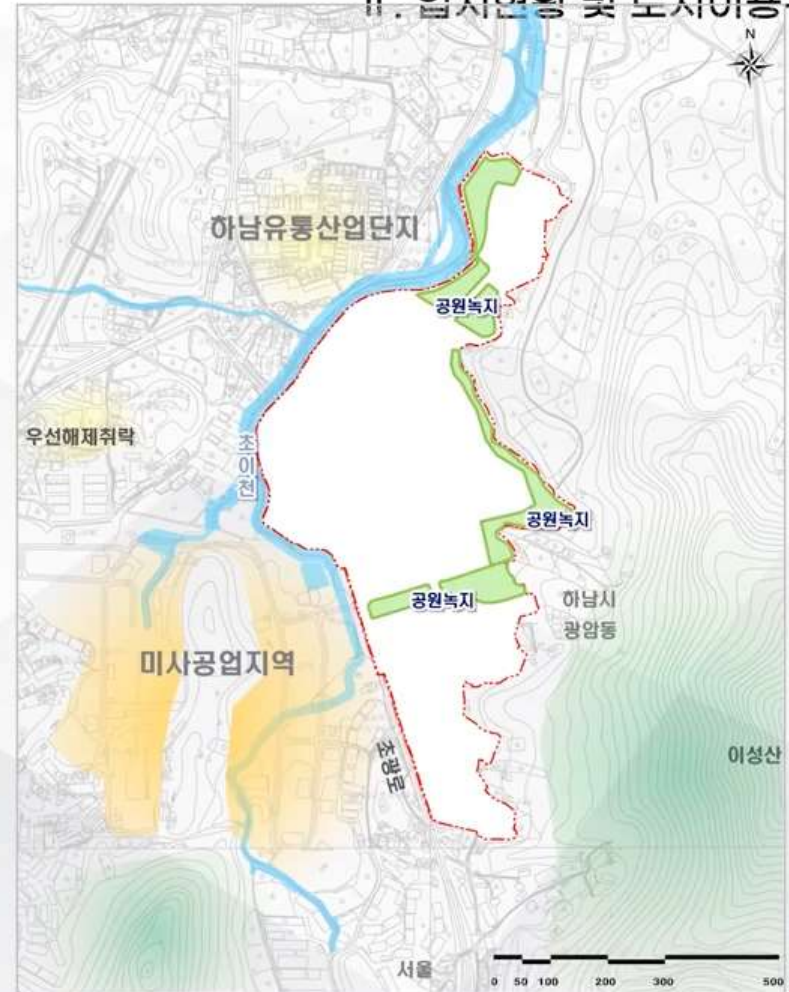 N
하남유통산업단지
공원녹지
우선해제취락
초이천
공원녹지
공원녹지
하남시
광암동
미사공업지역
이성산
초광로
서울
0 50 100 200 300 500